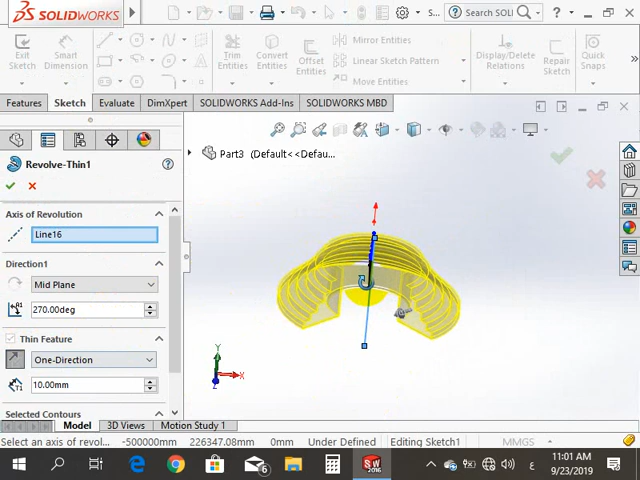 SOLIDWORKS
S...
Search SOLI
Exit Sketch
Smart Dimension
Trim Entities
Convert Entities
Offset Entities
Mirror Entities
Linear Sketch Pattern
Move Entities
Display/Delete Relations
Repair Sketch
Quick Snaps
Features
Sketch
Evaluate
DimXpert
SOLIDWORKS Add-Ins
SOLIDWORKS MBD
Revolve-Thin1
Part3 (Default<<Defau...
Axis of Revolution
Line16
Direction1
Mid Plane
270.00deg
Thin Feature
One-Direction
10.00mm
Selected Contours
Y
X
Z
Model
3D Views
Motion Study 1
Select an axis of revol...
-500000mm
226347.08mm
0mm
Under Defined
Editing Sketch1
MMGS
6
SW
2016
ع
11:01 AM
9/23/2019